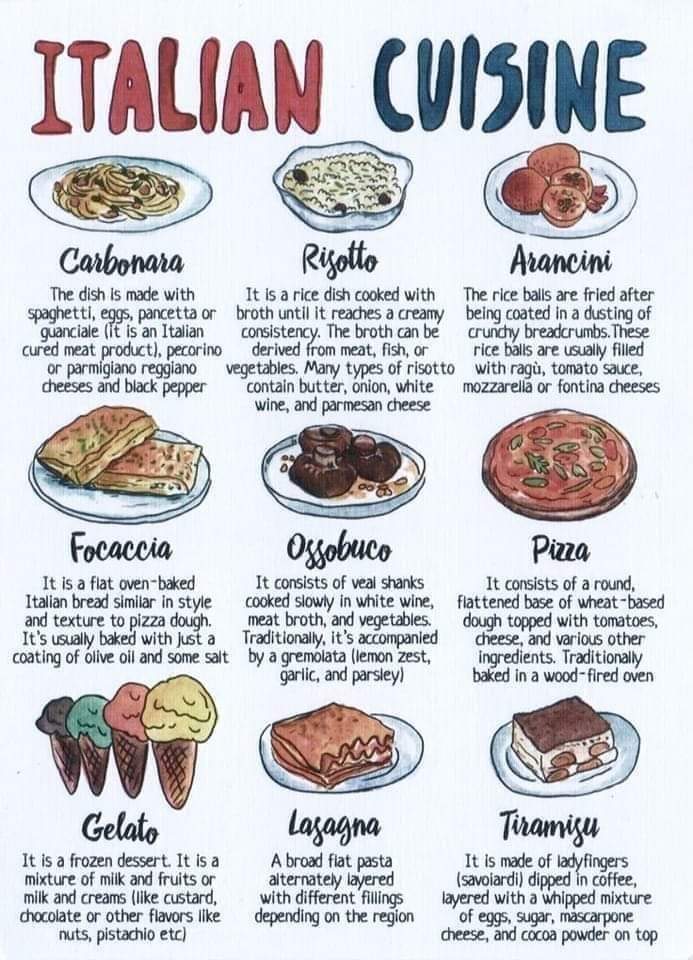 ITALIAN CUISINE
Carbonara
The dish is made with
spaghetti, eggs, pancetta or
guanciale (it is an Italian
cured meat product), pecorino
or parmigiano reggiano
cheeses and black pepper
Risotto
It is a rice dish cooked with
broth until it reaches a creamy
consistency. The broth can be
derived from meat, fish, or
vegetables. Many types of risotto
contain butter, onion, white
wine, and parmesan cheese
Arancini
The rice balls are fried after
being coated in a dusting of
crunchy breadcrumbs.These
rice balls are usually filled
with ragù, tomato sauce,
mozzarella or fontina cheeses
Focaccia
It is a flat oven-baked
Italian bread similar in style
and texture to pizza dough.
It's usually baked with just a
coating of olive oil and some salt
Ossobuco
It consists of veal shanks
cooked slowly in white wine,
meat broth, and vegetables.
Traditionally, it's accompanied
by a gremolata (lemon zest,
garlic, and parsley)
Pizza
It consists of a round,
flattened base of wheat-based
dough topped with tomatoes,
cheese, and various other
ingredients. Traditionally
baked in a wood-fired oven
Gelato
It is a frozen dessert. It is a
mixture of milk and fruits or
milk and creams (like custard,
chocolate or other flavors like
nuts, pistachio etc)
Lasagna
A broad flat pasta
alternately layered
with different fillings
depending on the region
Tiramisu
It is made of ladyfingers
(savoiardi) dipped in coffee,
layered with a whipped mixture
of eggs, sugar, mascarpone
cheese, and cocoa powder on top